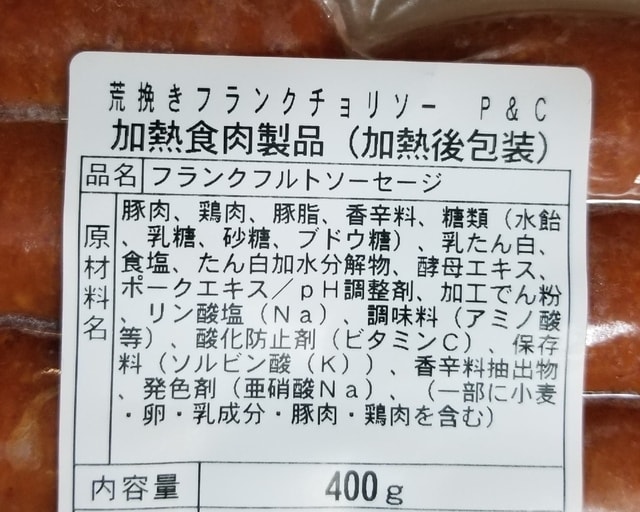 荒挽きフランクチョリソー　P＆C
加熱食肉製品（加熱後包装）
品名 フランクフルトソーセージ
原材料名
豚肉、鶏肉、豚脂、香辛料、糖類（水飴
、乳糖、砂糖、ブドウ糖）、乳たん白、
食塩、たん白加水分解物、酵母エキス、
ポークエキス／pH調整剤、加工でん粉
、リン酸塩（Na）、調味料（アミノ酸
等）、酸化防止剤（ビタミンC）、保存
料（ソルビン酸（K））、香辛料抽出物
、発色剤（亜硝酸Na）、（一部に小麦
・卵・乳成分・豚肉・鶏肉を含む）
内容量 400g